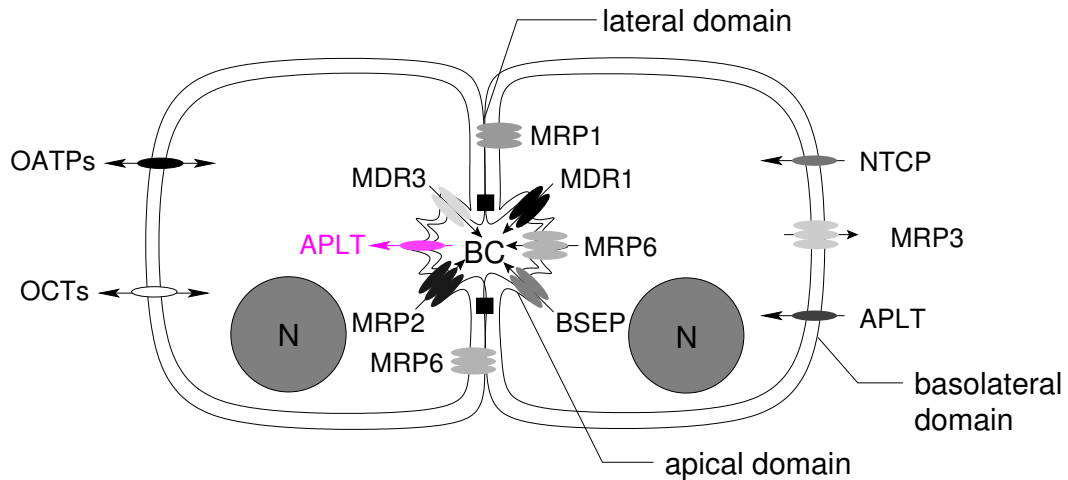 lateral domain
MRP1
OATPs
MDR3
MDR1
NTCP
APLT
BC
MRP6
MRP3
OCTs
N
MRP2
BSEP
N
APLT
MRP6
basolateral
domain
apical domain